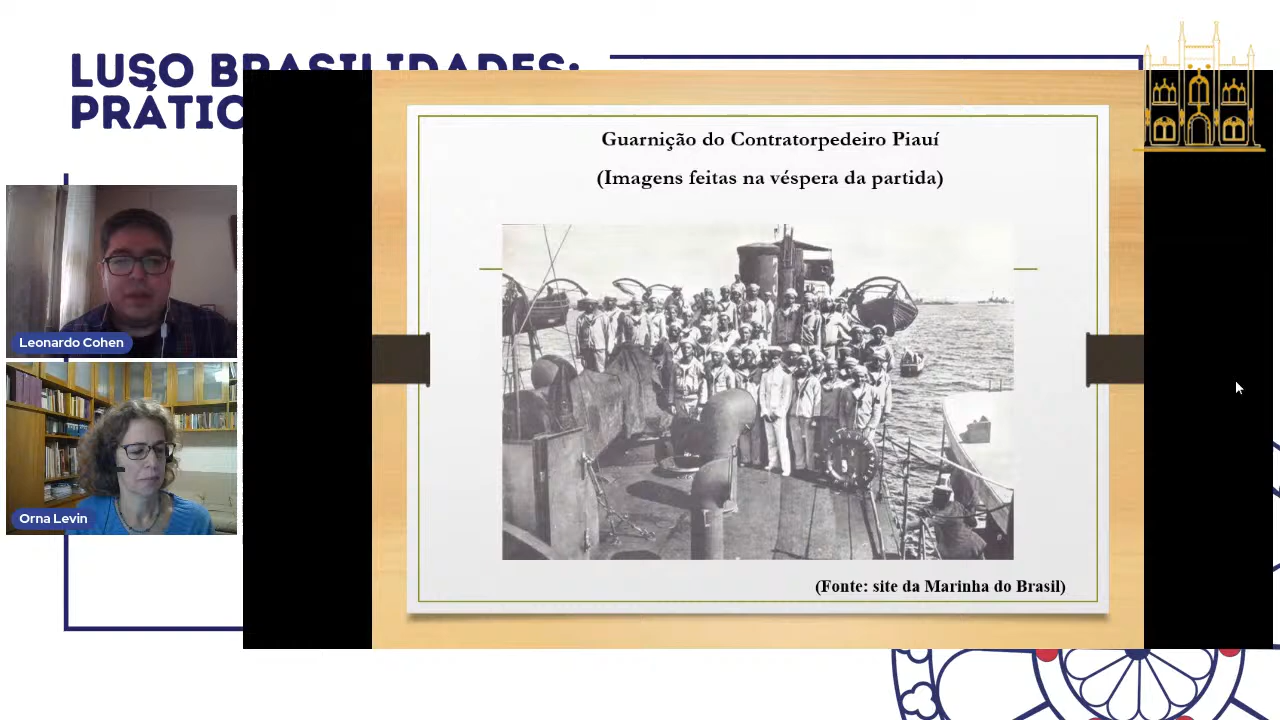 LUSO BRASILIDADES:
PRÁTIC
Guarnição do Contratorpedeiro Piauí
(Imagens feitas na véspera da partida)
Leonardo Cohen
Orna Levin
(Fonte: site da Marinha do Brasil)